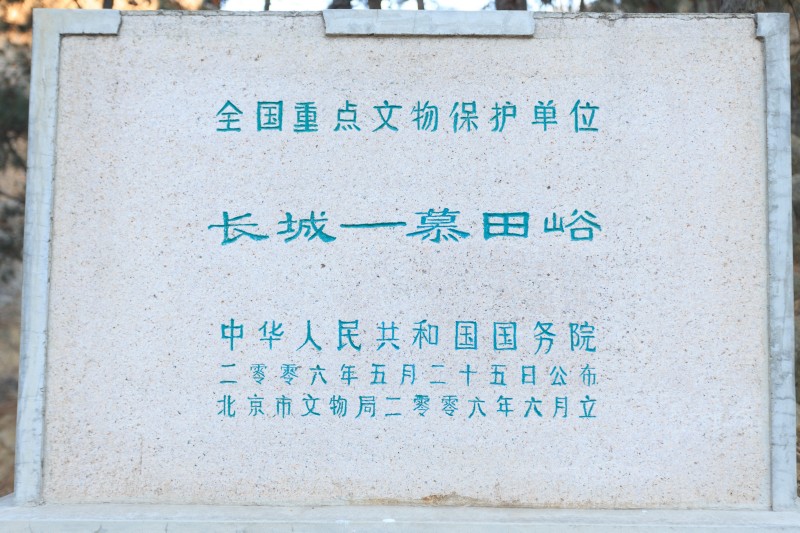 全国重点文物保护单位
长城一慕田峪
中华人民共和国国务院
二零零六年五月二十五日公布
北京市文物局二零零六年六月立